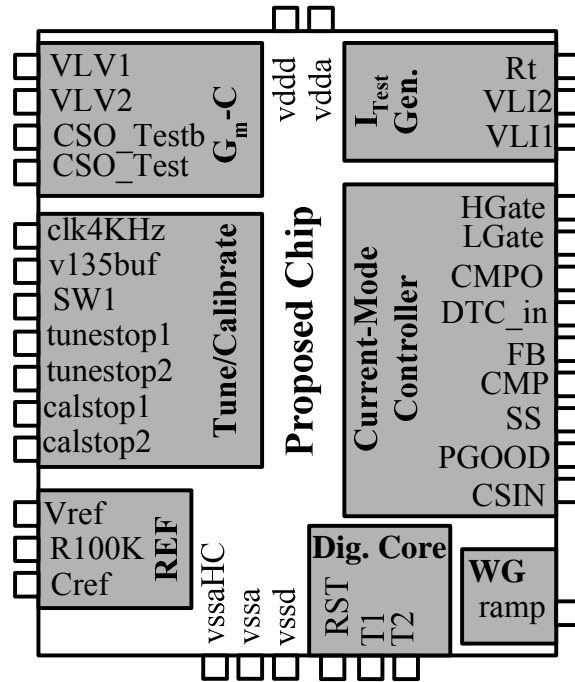 VLV1
VLV2
CSO_Testb
CSO_Test
Gm-C
vddd
vdda
ITest
Gen.
Rt
VLI2
VLI1
clk4KHz
v135buf
SW1
tunestop1
tunestop2
calstop1
calstop2
Tune/Calibrate
Proposed Chip
Current-Mode
Controller
HGate
LGate
CMPO
DTC_in
FB
CMP
SS
PGOOD
CSIN
Vref
R100K
Cref
REF
vssaHC
vssa
vssd
Dig. Core
RST
T1
T2
WG
ramp